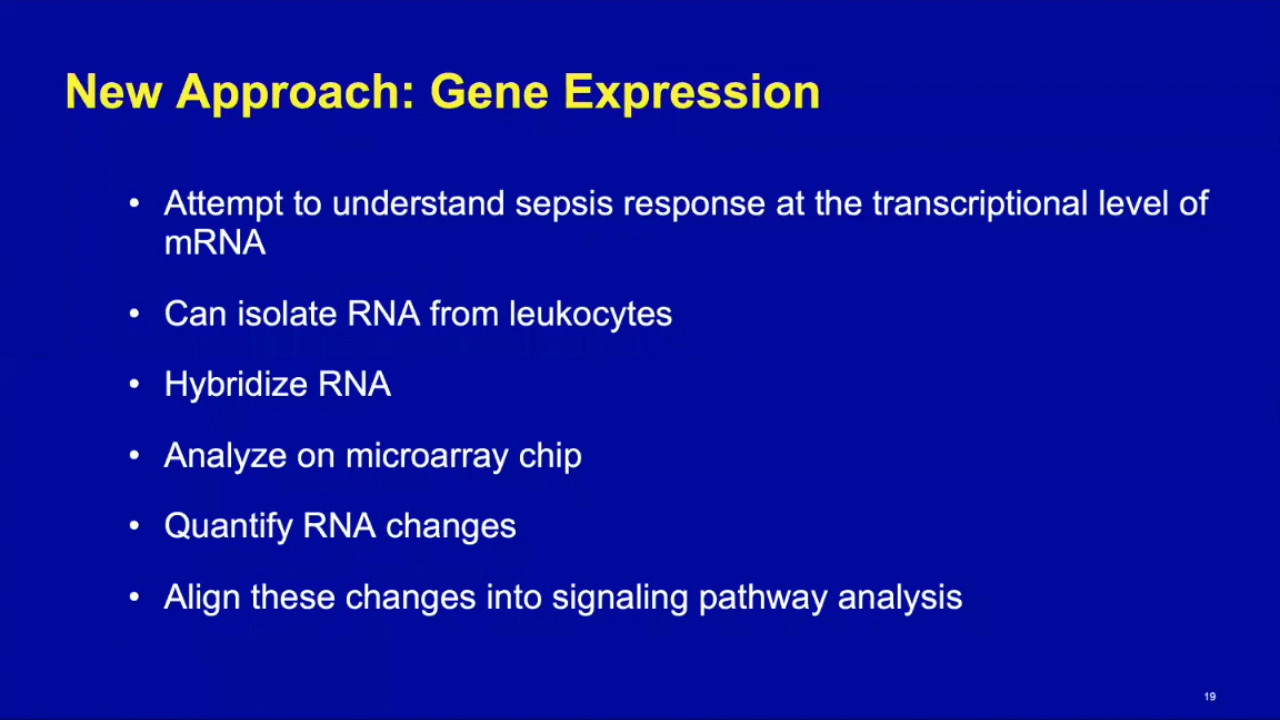 New Approach: Gene Expression
• Attempt to understand sepsis response at the transcriptional level of
mRNA
• Can isolate RNA from leukocytes
• Hybridize RNA
• Analyze on microarray chip
• Quantify RNA changes
• Align these changes into signaling pathway analysis
19